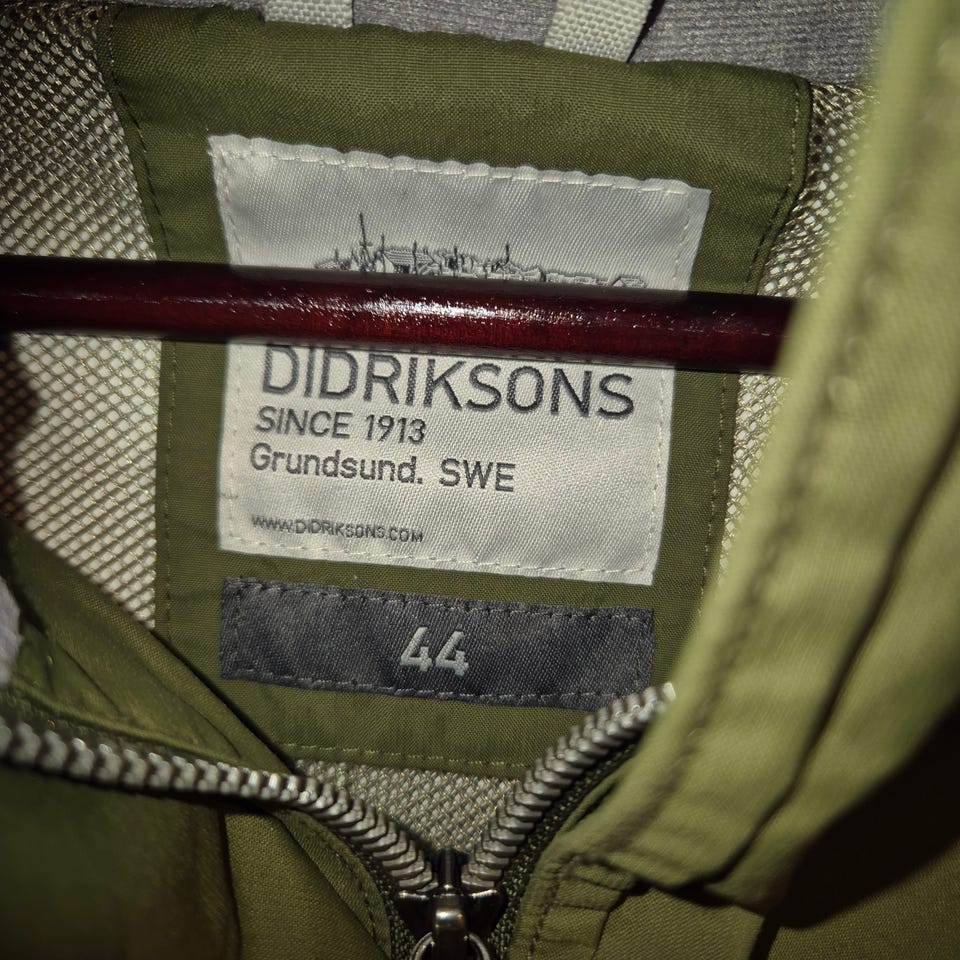 DIDRIKSONS
SINCE 1913
Grundsund. SWE
WWW.DIDRIKSONS.COM
44